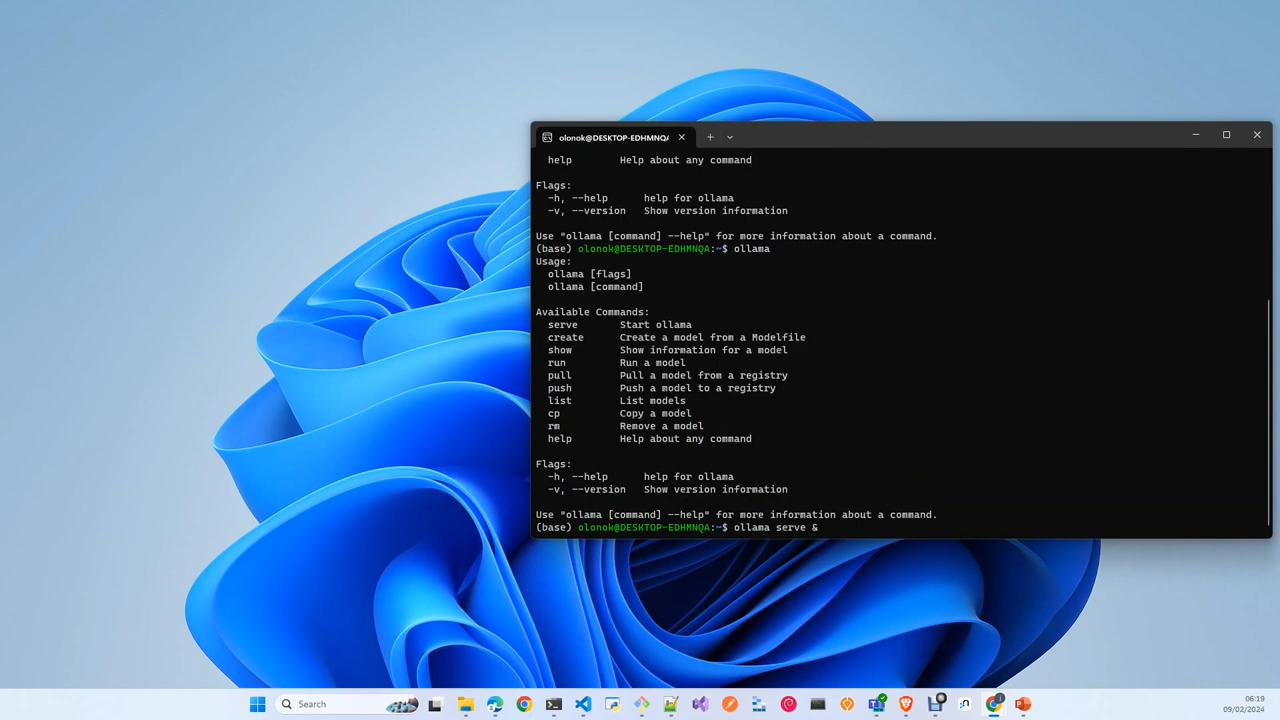 olonok@DESKTOP-EDHMNQA
help Help about any command
Flags:
-h, --help help for ollama
-v, --version Show version information
Use "ollama [command] --help" for more information about a command.
(base) olonok@DESKTOP-EDHMNQA:~$ ollama
Usage:
ollama [flags]
ollama [command]
Available Commands:
serve Start ollama
create Create a model from a Modelfile
show Show information for a model
run Run a model
pull Pull a model from a registry
push Push a model to a registry
list List models
cp Copy a model
rm Remove a model
help Help about any command
Flags:
-h, --help help for ollama
-v, --version Show version information
Use "ollama [command] --help" for more information about a command.
(base) olonok@DESKTOP-EDHMNQA:~$ ollama serve &
Search
06:19
09/02/2024